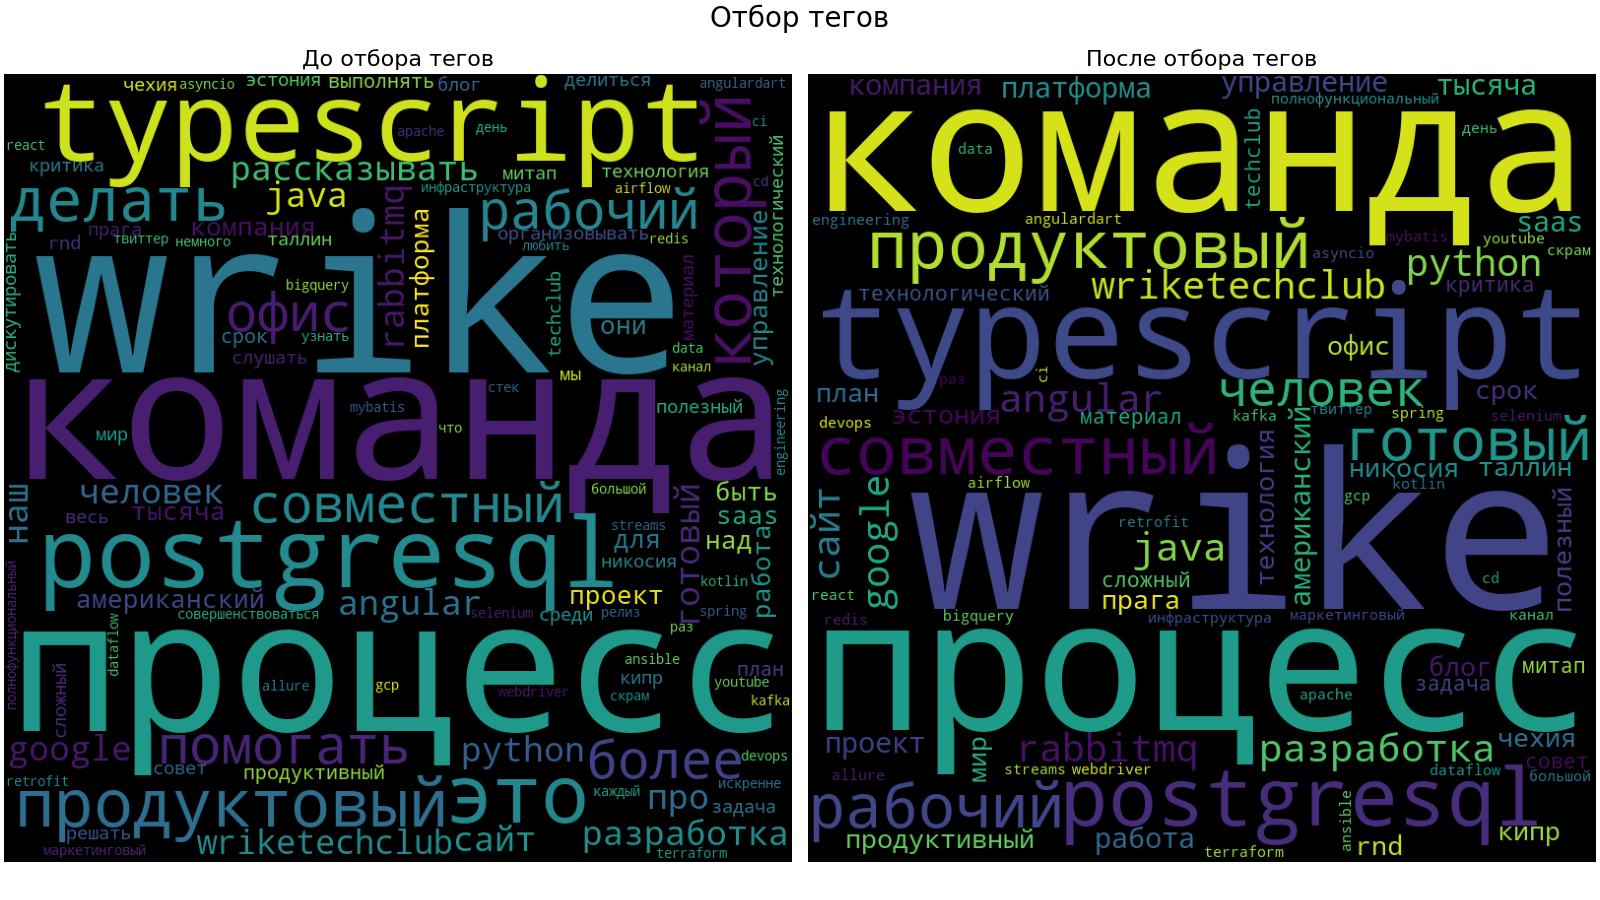 Отбор тегов
До отбора тегов
чехия asyncio эстония выполнять блог делиться angulardart
typescript
react apache день ci
критика рассказывать митап технология
который
делать java rabbitmq инфраструктура airflow cd
рабочий
технологический
rnd прага компания твиттер немного таллин
платформа
организовывать redis любить
управление
дискутировать
wrike
офис bigquery
срок узнать слушать
techclub
они
материал
data
канал
мы
команда
стек
mybatis
полезный
мир что
engineering
человек совместный большой быть
наш весь тысяча готовый saas
postgresql
streams для над
никосия
работа
kotlin
американский angular проект
совершенствоваться selenium среди релиз spring
полнофункциональный
dataflow
раз
процесс
ansible план
кипр
сложный
allure gcp webdriver скрам youtube
kafka
google помогать python более devops
совет продуктивный
retrofit искренне
продуктовый это каждый про задача
решать wriketechclub сайт разработка
маркетинговый terraform
После отбора тегов
компания платформа управление тысяча
полнофункциональный
команда
techclub
data день
engineering angulardart saas
продуктовый mybatis youtube
asyncio скрам
python
технологический wriketechclub критика
typescript
офис
раз ci человек
план angular срок
эстония материал kafka твиттер spring selenium
devops
совместный
технология
американский
готовый
никосия таллин
kotlin
сайт
google
airflow gcp
wrike
retrofit
java
полезный
сложный cd
react прага
redis bigquery инфраструктура маркетинговый канал
процесс
блог митап
задача
apache
проект мир rabbitmq разработка чехия
allure streams webdriver dataflow совет
большой
рабочий postgresql
ansible
продуктивный работа кипр
terraform rnd